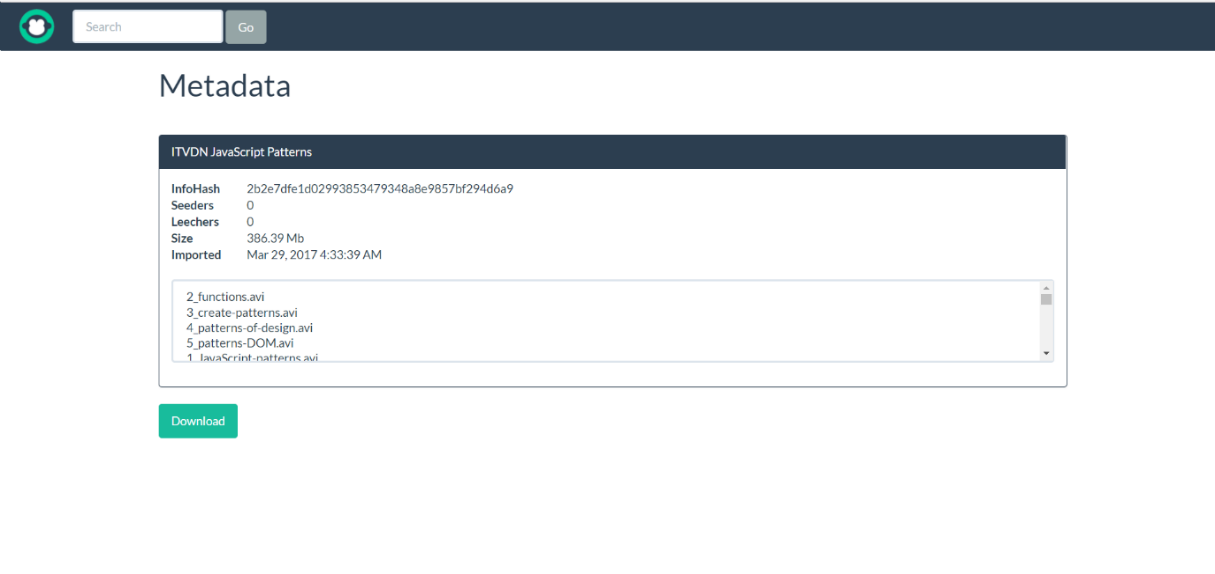 Search Go
Metadata
ITVDN JavaScript Patterns
InfoHash 2b2e7dfe1d02993853479348a8e9857bf294d6a9
Seeders 0
Leechers 0
Size 386.39 Mb
Imported Mar 29, 2017 4:33:39 AM
2_functions.avi
3_create-patterns.avi
4_patterns-of-design.avi
5_patterns-DOM.avi
1_JavaScript-patterns.avi
Download